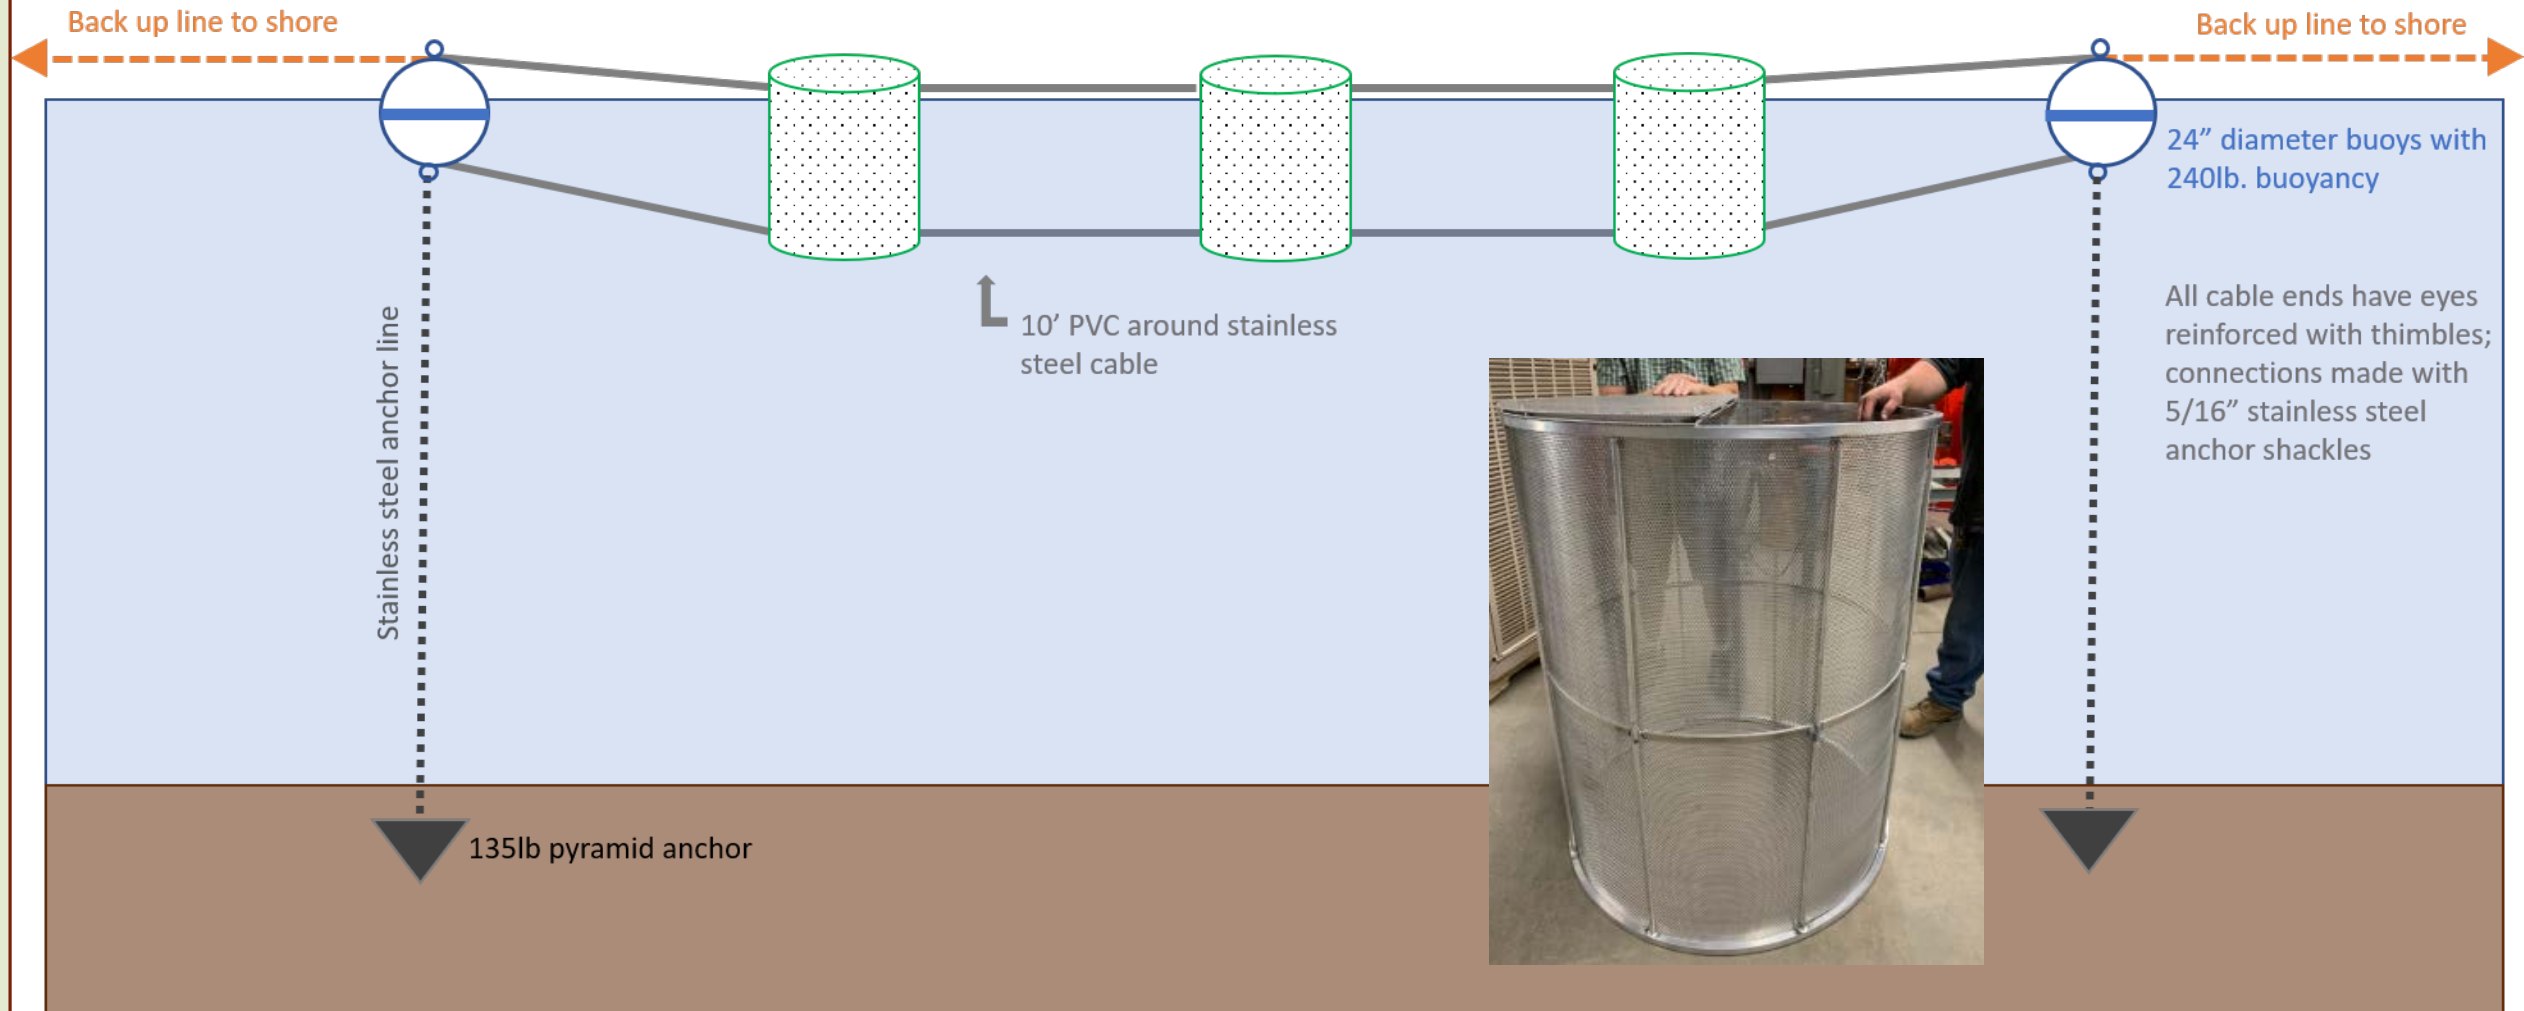 Back up line to shore
Back up line to shore
24” diameter buoys with
240lb. buoyancy
All cable ends have eyes
reinforced with thimbles;
connections made with
5/16” stainless steel
anchor shackles
10’ PVC around stainless
steel cable
Stainless steel anchor line
135lb pyramid anchor